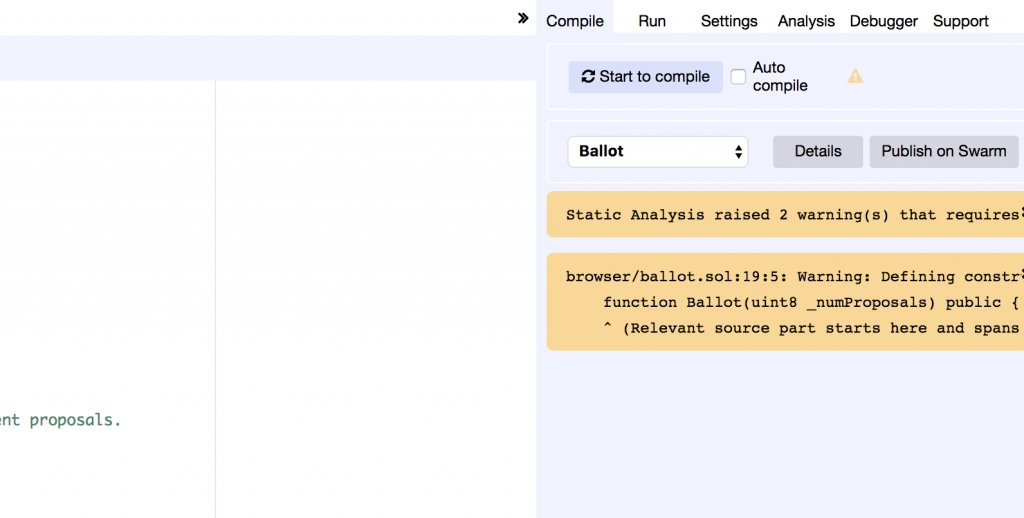 Compile Run Settings Analysis Debugger Support
Start to compile Auto compile
Ballot Details Publish on Swarm
Static Analysis raised 2 warning(s) that requires
browser/ballot.sol:19:5: Warning: Defining
function Ballot(uint8 _numProposals) public {
^ (Relevant source part starts here and spans
proposals.